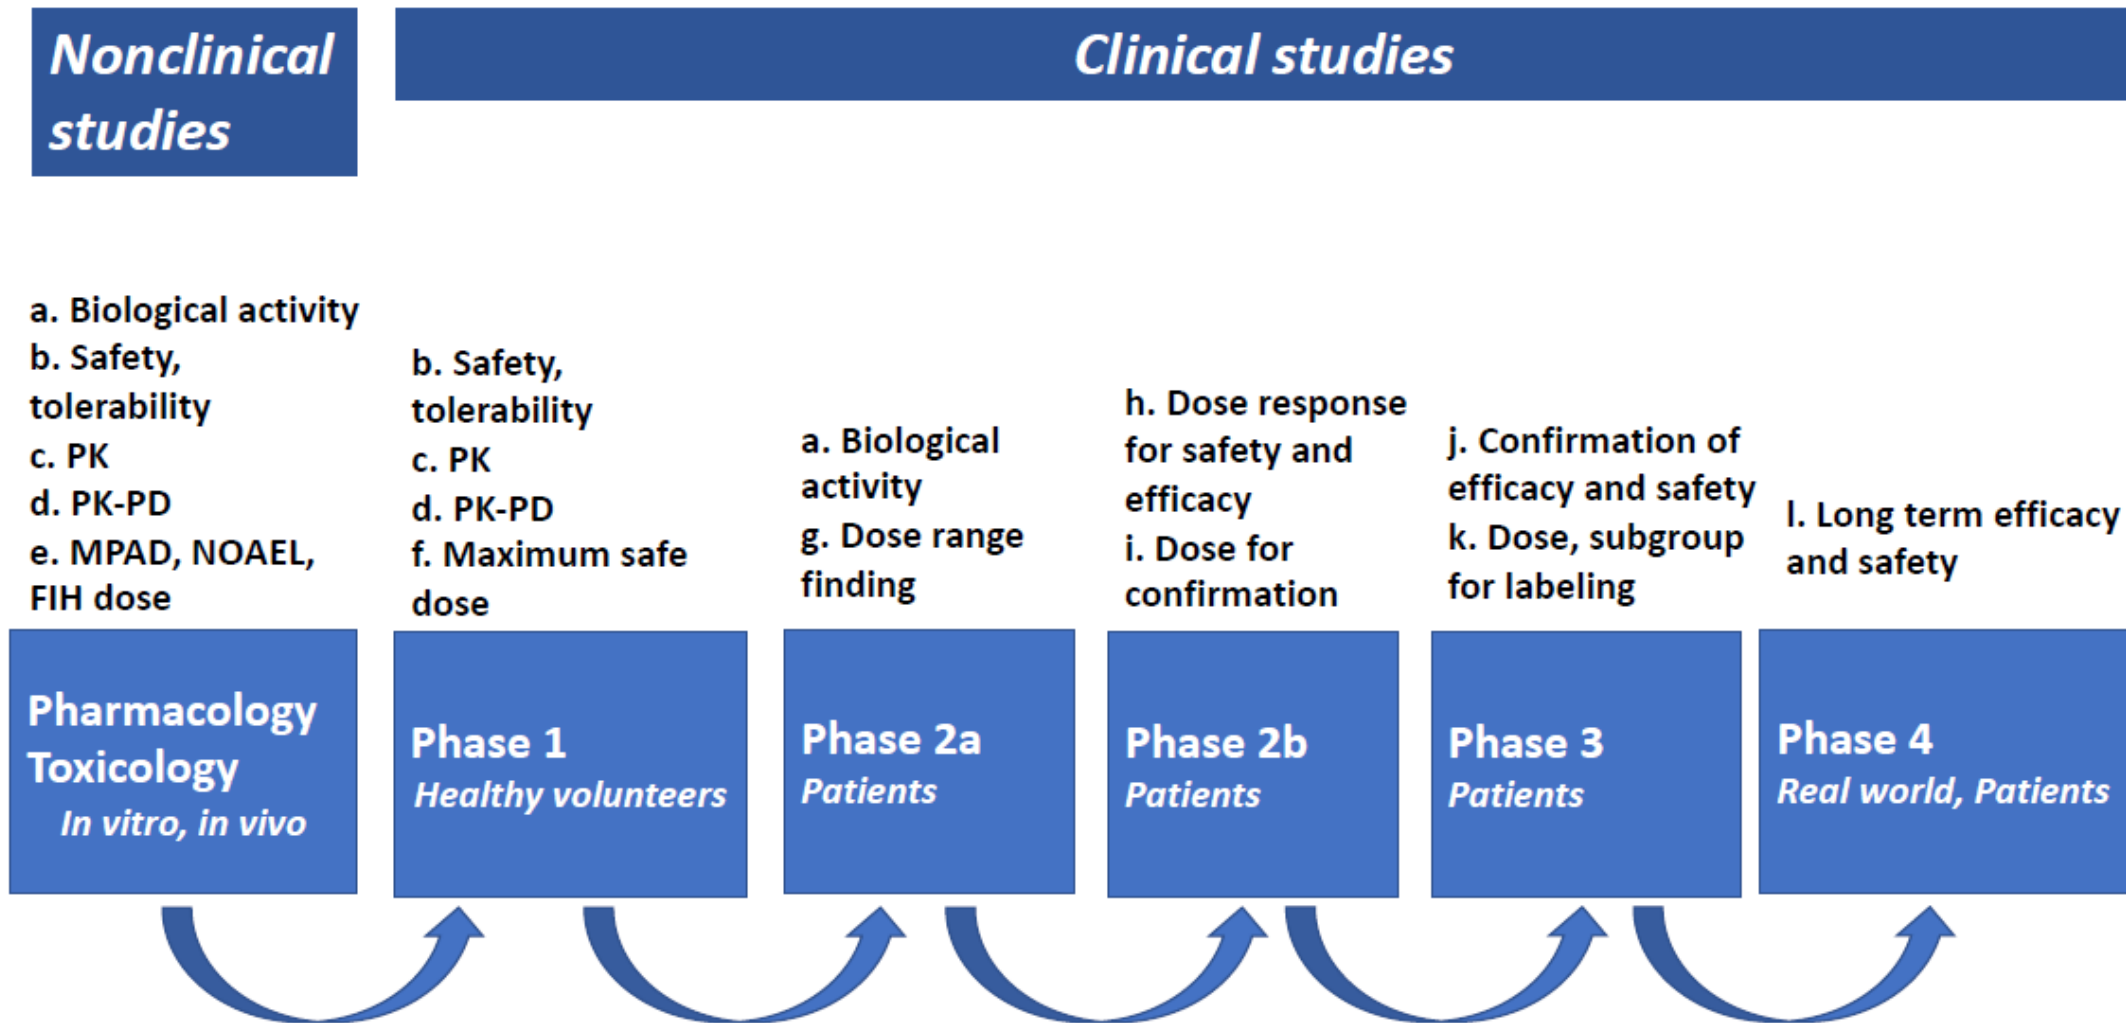 Nonclinical
studies
Clinical studies
a. Biological activity
b. Safety,
tolerability
c. PK
d. PK-PD
e. MPAD, NOAEL,
FIH dose
b. Safety,
tolerability
c. PK
d. PK-PD
f. Maximum safe
dose
a. Biological
activity
g. Dose range
finding
h. Dose response
for safety and
efficacy
i. Dose for
confirmation
j. Confirmation of
efficacy and safety
k. Dose, subgroup
for labeling
l. Long term efficacy
and safety
Pharmacology
Toxicology
In vitro, in vivo
Phase 1
Healthy volunteers
Phase 2a
Patients
Phase 2b
Patients
Phase 3
Patients
Phase 4
Real world, Patients